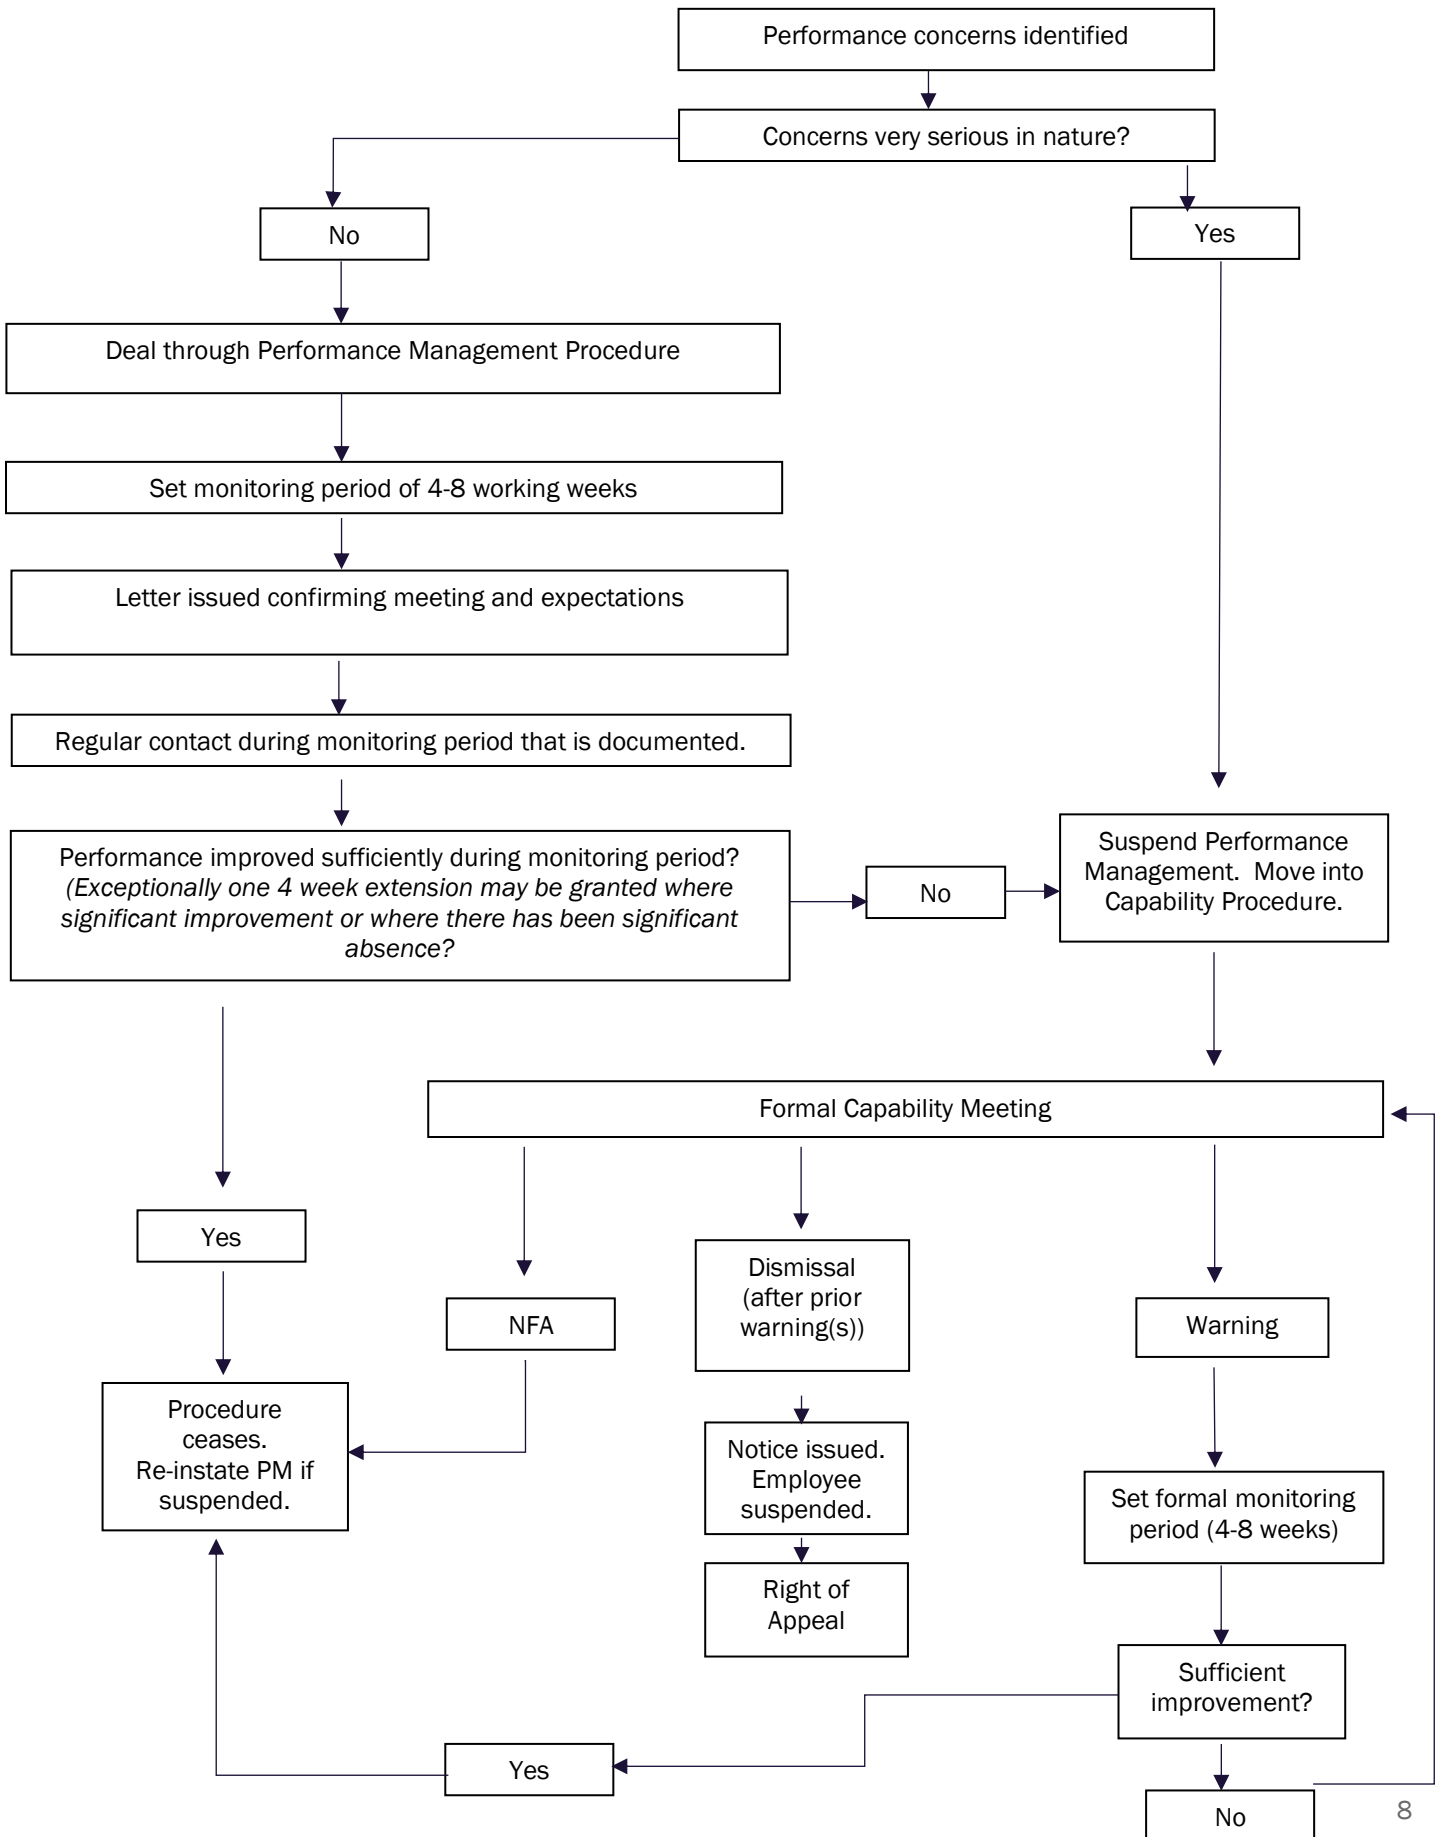 Performance concerns identified
Concerns very serious in nature?
No
Yes
Deal through Performance Management Procedure
Set monitoring period of 4-8 working weeks
Letter issued confirming meeting and expectations
Regular contact during monitoring period that is documented.
Performance improved sufficiently during monitoring period?
(Exceptionally one 4 week extension may be granted where
significant improvement or where there has been significant
absence?
No
Suspend Performance
Management.  Move into
Capability Procedure.
Formal Capability Meeting
Yes
NFA
Dismissal
(after prior
warning(s))
Warning
Procedure
ceases.
Re-instate PM if
suspended.
Notice issued.
Employee
suspended.
Set formal monitoring
period (4-8 weeks)
Right of
Appeal
Sufficient
improvement?
Yes
No
8